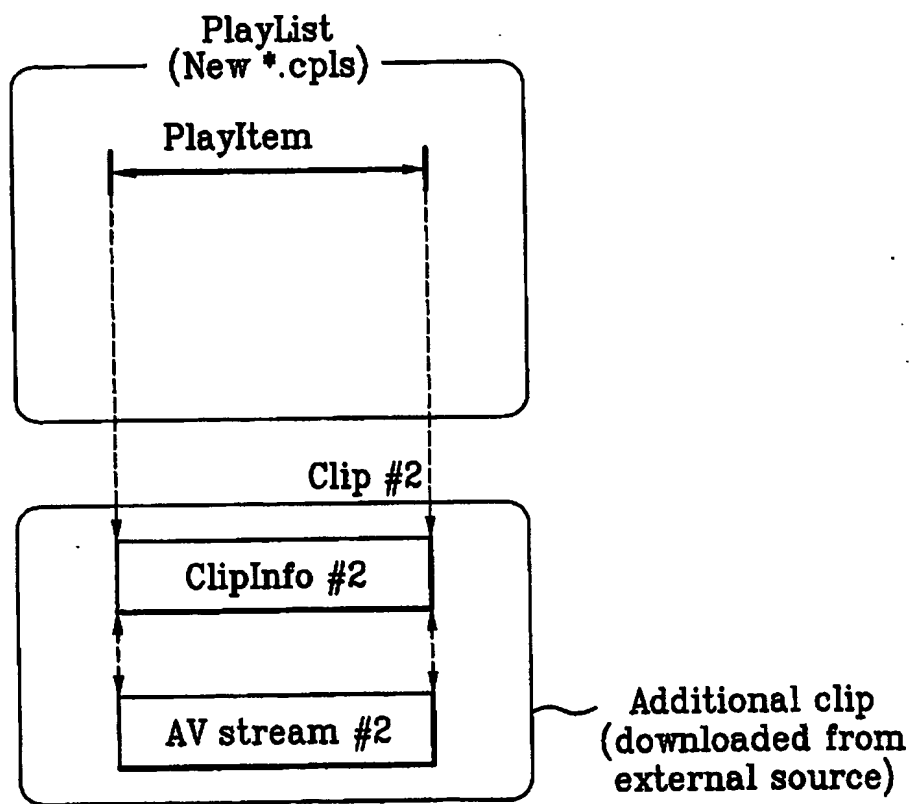 PlayList
(New *.cpls)
PlayItem
Clip #2
ClipInfo #2
AV stream #2
Additional clip
(downloaded from
external source)